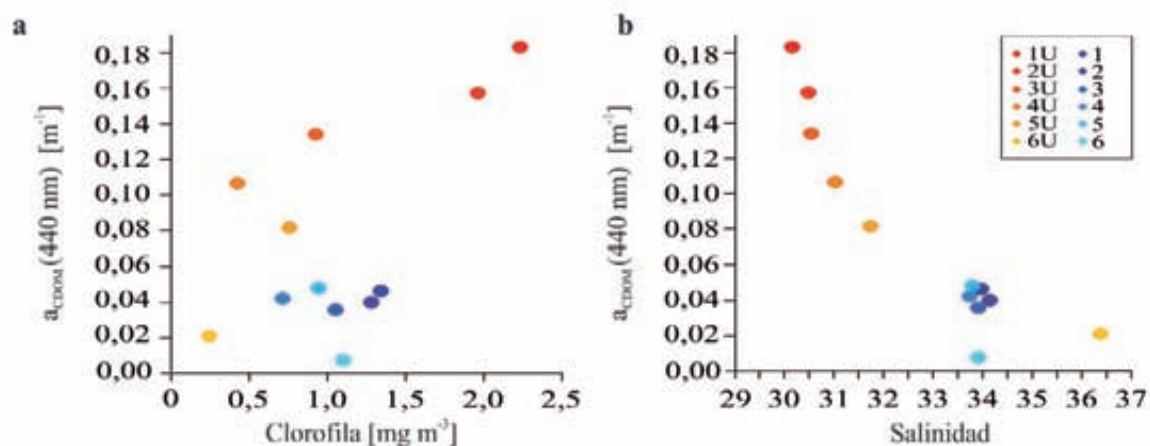 a
0,18
0,16
0,14
0,12
0,10
0,08
0,06
0,04
0,02
0,00
a_CDOM(440 nm) [m⁻¹]
0 0,5 1,0 1,5 2,0 2,5
Clorofila [mg m⁻³]
b
0,18
0,16
0,14
0,12
0,10
0,08
0,06
0,04
0,02
0,00
a_CDOM(440 nm) [m⁻¹]
29 30 31 32 33 34 35 36 37
Salinidad
1U 1
2U 2
3U 3
4U 4
5U 5
6U 6